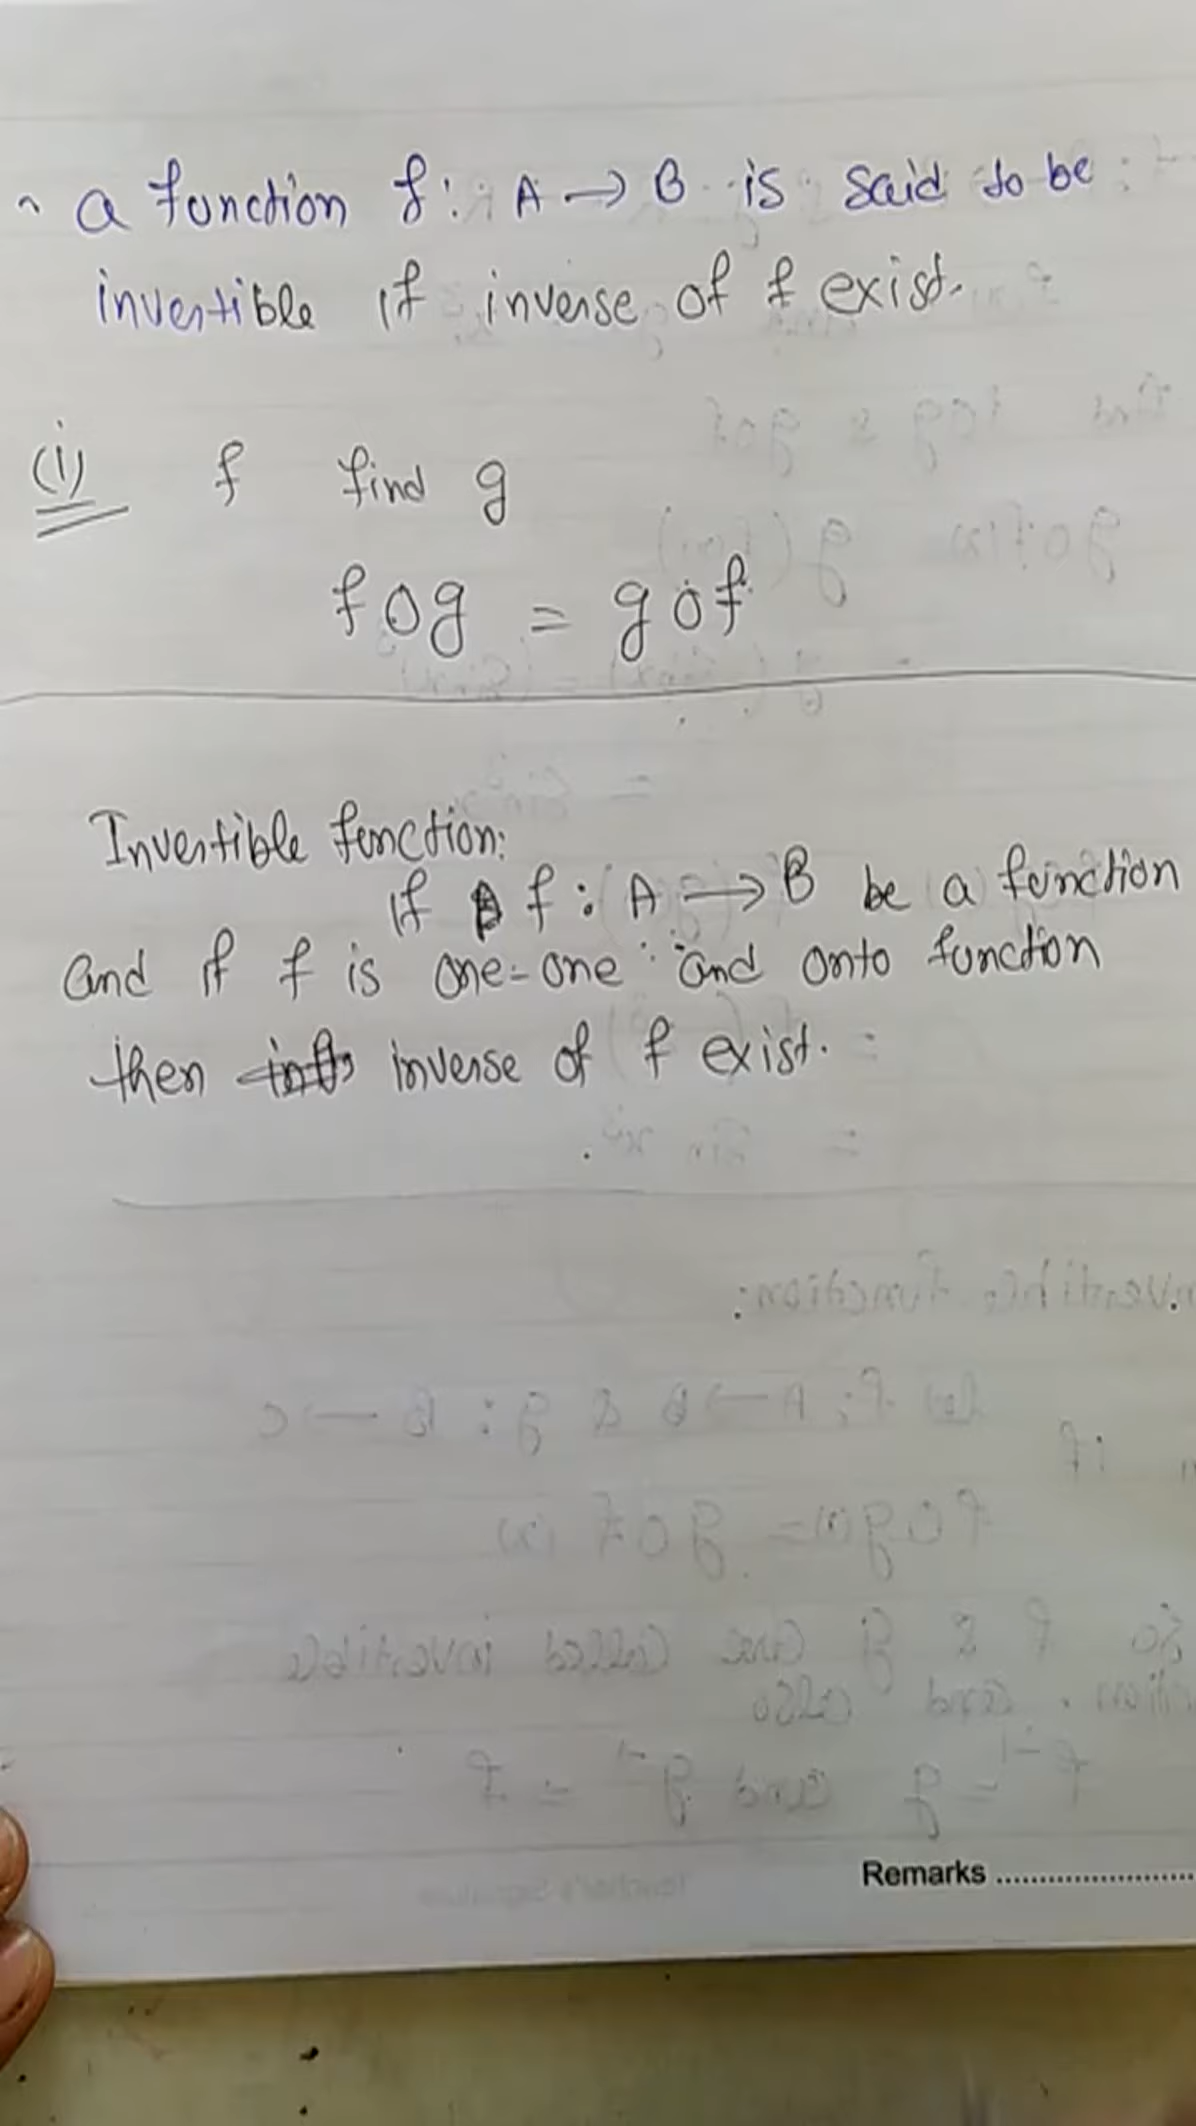 a function f: A → B is said to be
invertible if inverse of f exist.
(i) f find g
fog = gof
Invertible function:
If f: A → B be a function
and if f is one-one and onto function
then inverse of f exist.
Remarks ........................